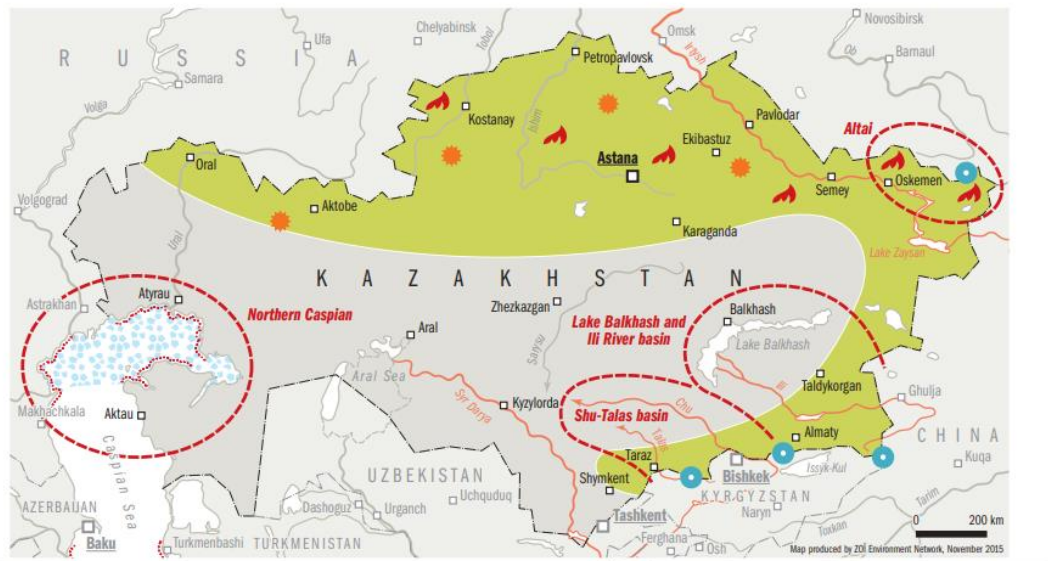 Novosibirsk
Chelyabinsk
Omsk
Ufa
Tobol
Irtysh
Ob
Barnaul
R U S S I A
Petropavlovsk
Samara
Volga
Kostanay
Ishim
Pavlodar
Altai
Ekibastuz
Oral
Astana
Semey
Oskemen
Volgograd
Aktobe
Karaganda
Ural
Lake Zaysan
K A Z A K H S T A N
Astrakhan
Atyrau
Northern Caspian
Zhezkazgan
Balkhash
Lake Balkhash and
Ili River basin
Aral
Sarysu
Lake Balkhash
Aral Sea
Syr Dhrya
Ili
Taldykorgan
Ghulja
Makhachkala
Aktau
Kyzylorda
Shu-Talas basin
Chu
Talas
Almaty
CHINA
Caspian Sea
Taraz
Kuqa
UZBEKISTAN
Shymkent
Bishkek
Issyk-Kul
Uchquduq
KYRGYZSTAN
Tarim
AZERBAIJAN
Dashoguz
Urganch
Naryn
Tashkent
Toxkan
0 200 km
Baku
Turkmenbashi
TURKMENISTAN
Ferghana
Osh
Map produced by ZOÏ Environment Network, November 2015